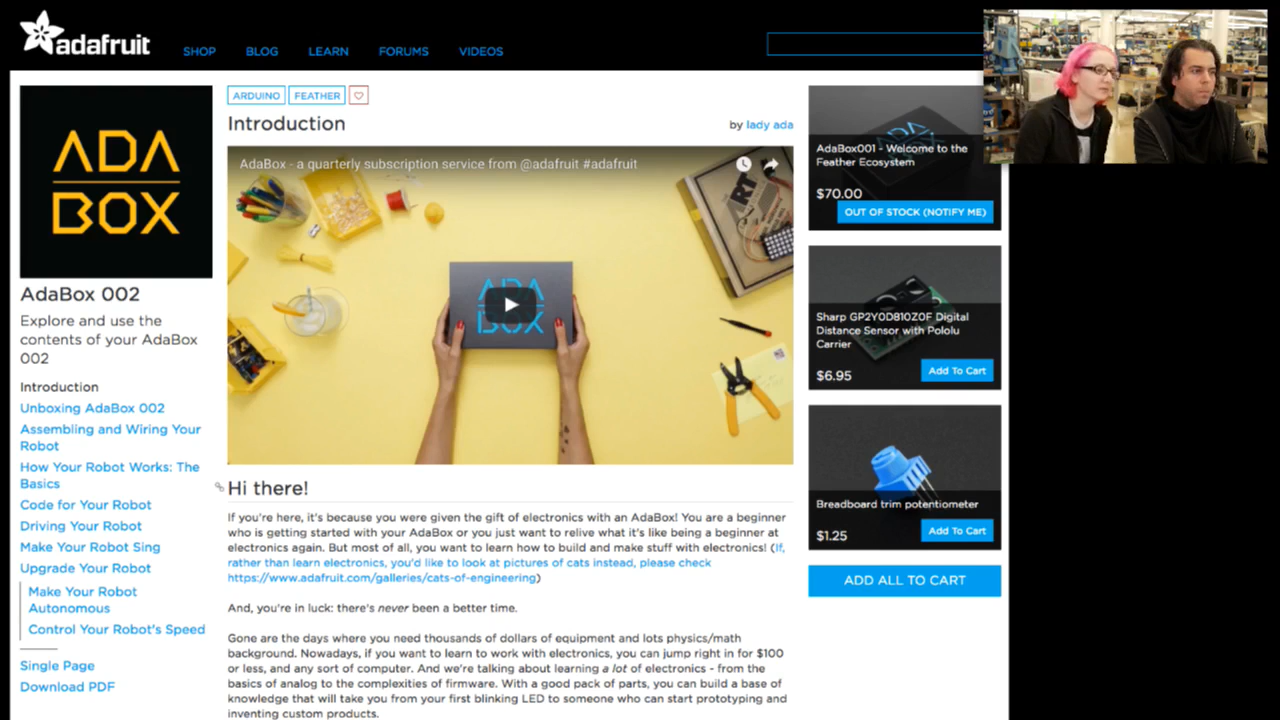 adafruit
SHOP
BLOG
LEARN
FORUMS
VIDEOS
ADA
BOX
AdaBox 002
Explore and use the
contents of your AdaBox
002
Introduction
Unboxing AdaBox 002
Assembling and Wiring Your
Robot
How Your Robot Works: The
Basics
Code for Your Robot
Driving Your Robot
Make Your Robot Sing
Upgrade Your Robot
Make Your Robot
Autonomous
Control Your Robot's Speed
Single Page
Download PDF
ARDUINO
FEATHER
Introduction
by lady ada
AdaBox - a quarterly subscription service from @adafruit #adafruit
ADA
BOX
Hi there!
If you're here, it's because you were given the gift of electronics with an AdaBox! You are a beginner
who is getting started with your AdaBox or you just want to relive what it's like being a beginner at
electronics again. But most of all, you want to learn how to build and make stuff with electronics! (If,
rather than learn electronics, you'd like to look at pictures of cats instead, please check
https://www.adafruit.com/galleries/cats-of-engineering)
And, you're in luck: there's never been a better time.
Gone are the days where you need thousands of dollars of equipment and lots physics/math
background. Nowadays, if you want to learn to work with electronics, you can jump right in for $100
or less, and any sort of computer. And we're talking about learning a lot of electronics - from the
basics of analog to the complexities of firmware. With a good pack of parts, you can build a base of
knowledge that will take you from your first blinking LED to someone who can start prototyping and
inventing custom products.
AdaBox001 - Welcome to the
Feather Ecosystem
$70.00
OUT OF STOCK (NOTIFY ME)
Sharp GP2Y0D810Z0F Digital
Distance Sensor with Pololu
Carrier
$6.95
Add To Cart
Breadboard trim potentiometer
$1.25
Add To Cart
ADD ALL TO CART